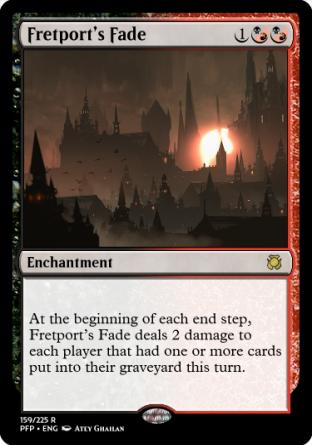 Fretport's Fade 1
Enchantment
At the beginning of each end step,
Fretport's Fade deals 2 damage to
each player that had one or more cards
put into their graveyard this turn.
159/225 R
PFP • ENG Atey Ghailan